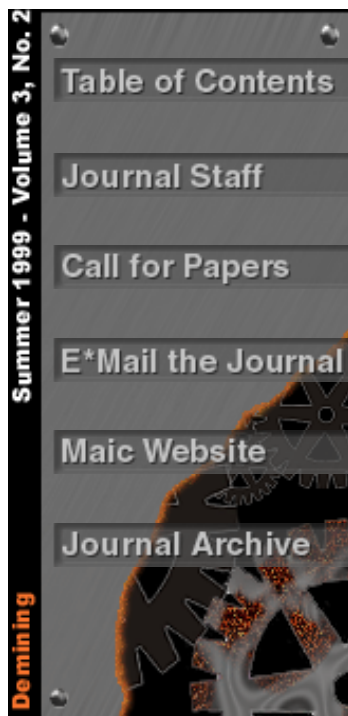 Summer 1999 - Volume 3, No. 2
Demining
Table of Contents
Journal Staff
Call for Papers
E*Mail the Journal
Maic Website
Journal Archive